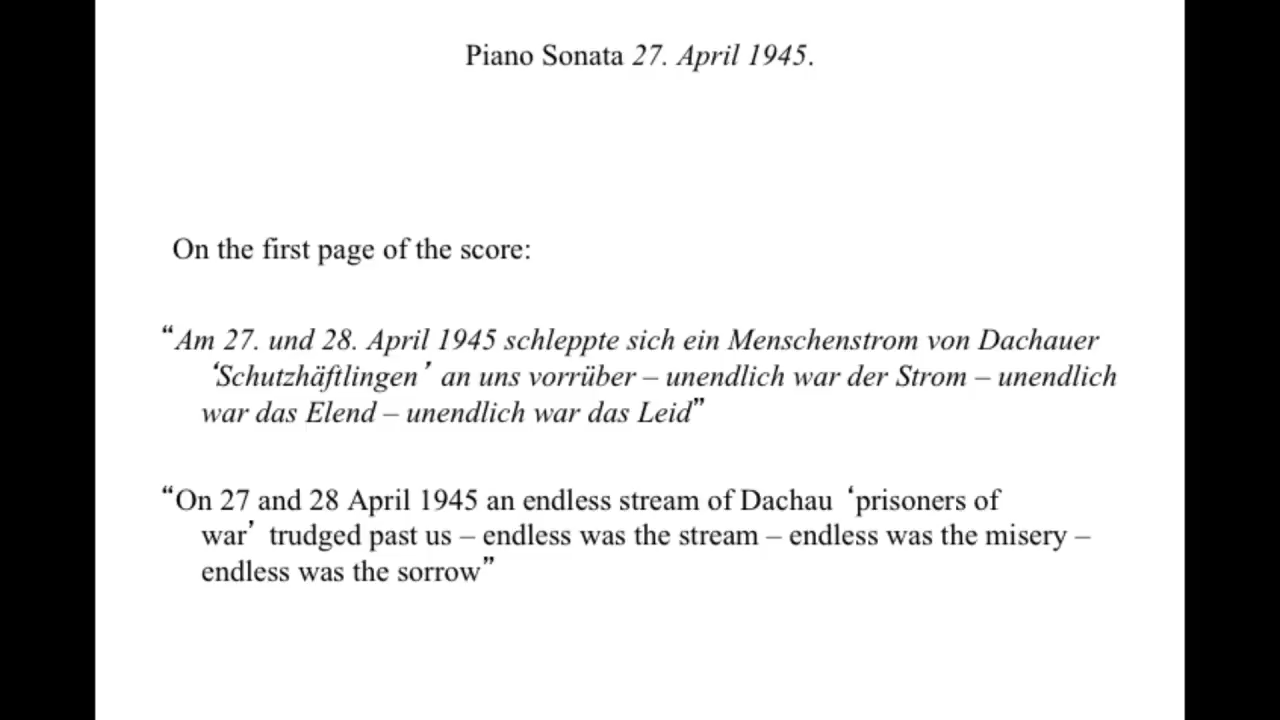 Piano Sonata 27. April 1945.
On the first page of the score:
“Am 27. und 28. April 1945 schleppte sich ein Menschenstrom von Dachauer
‘Schutzhäftlingen’ an uns vorrüber – unendlich war der Strom – unendlich
war das Elend – unendlich war das Leid”
“On 27 and 28 April 1945 an endless stream of Dachau ‘prisoners of
war’ trudged past us – endless was the stream – endless was the misery –
endless was the sorrow”